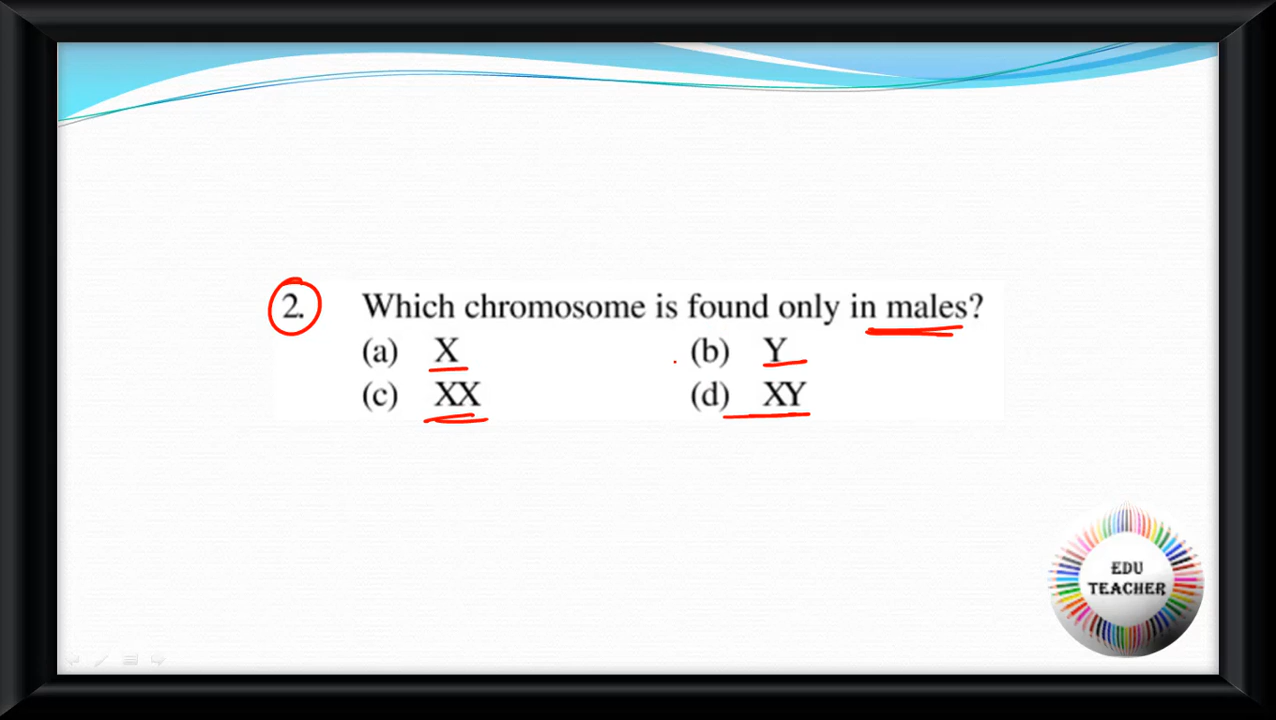 2. Which chromosome is found only in males?
(a) X (b) Y
(c) XX (d) XY
EDU
TEACHER